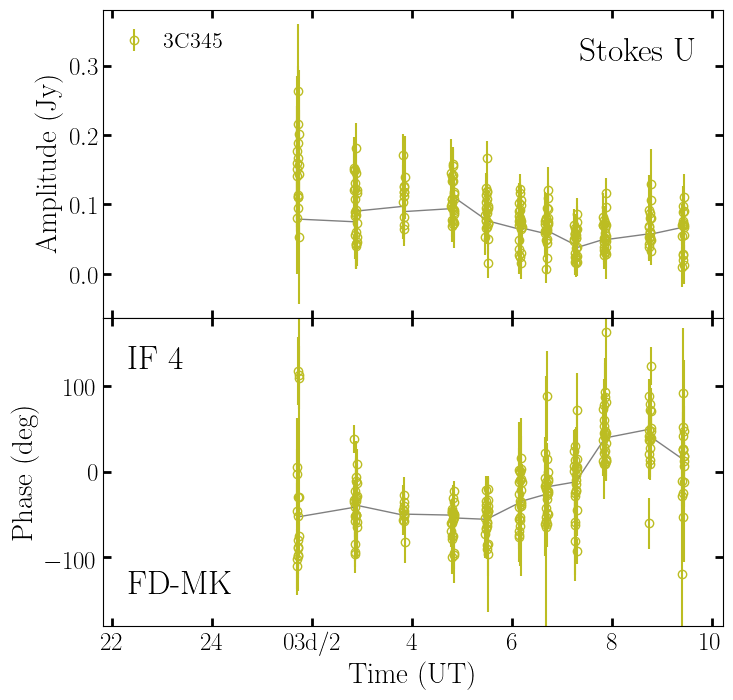 3C345
Stokes U
Amplitude (Jy)
0.3
0.2
0.1
0.0
IF 4
Phase (deg)
100
0
−100
FD-MK
22 24 03d/2 4 6 8 10
Time (UT)